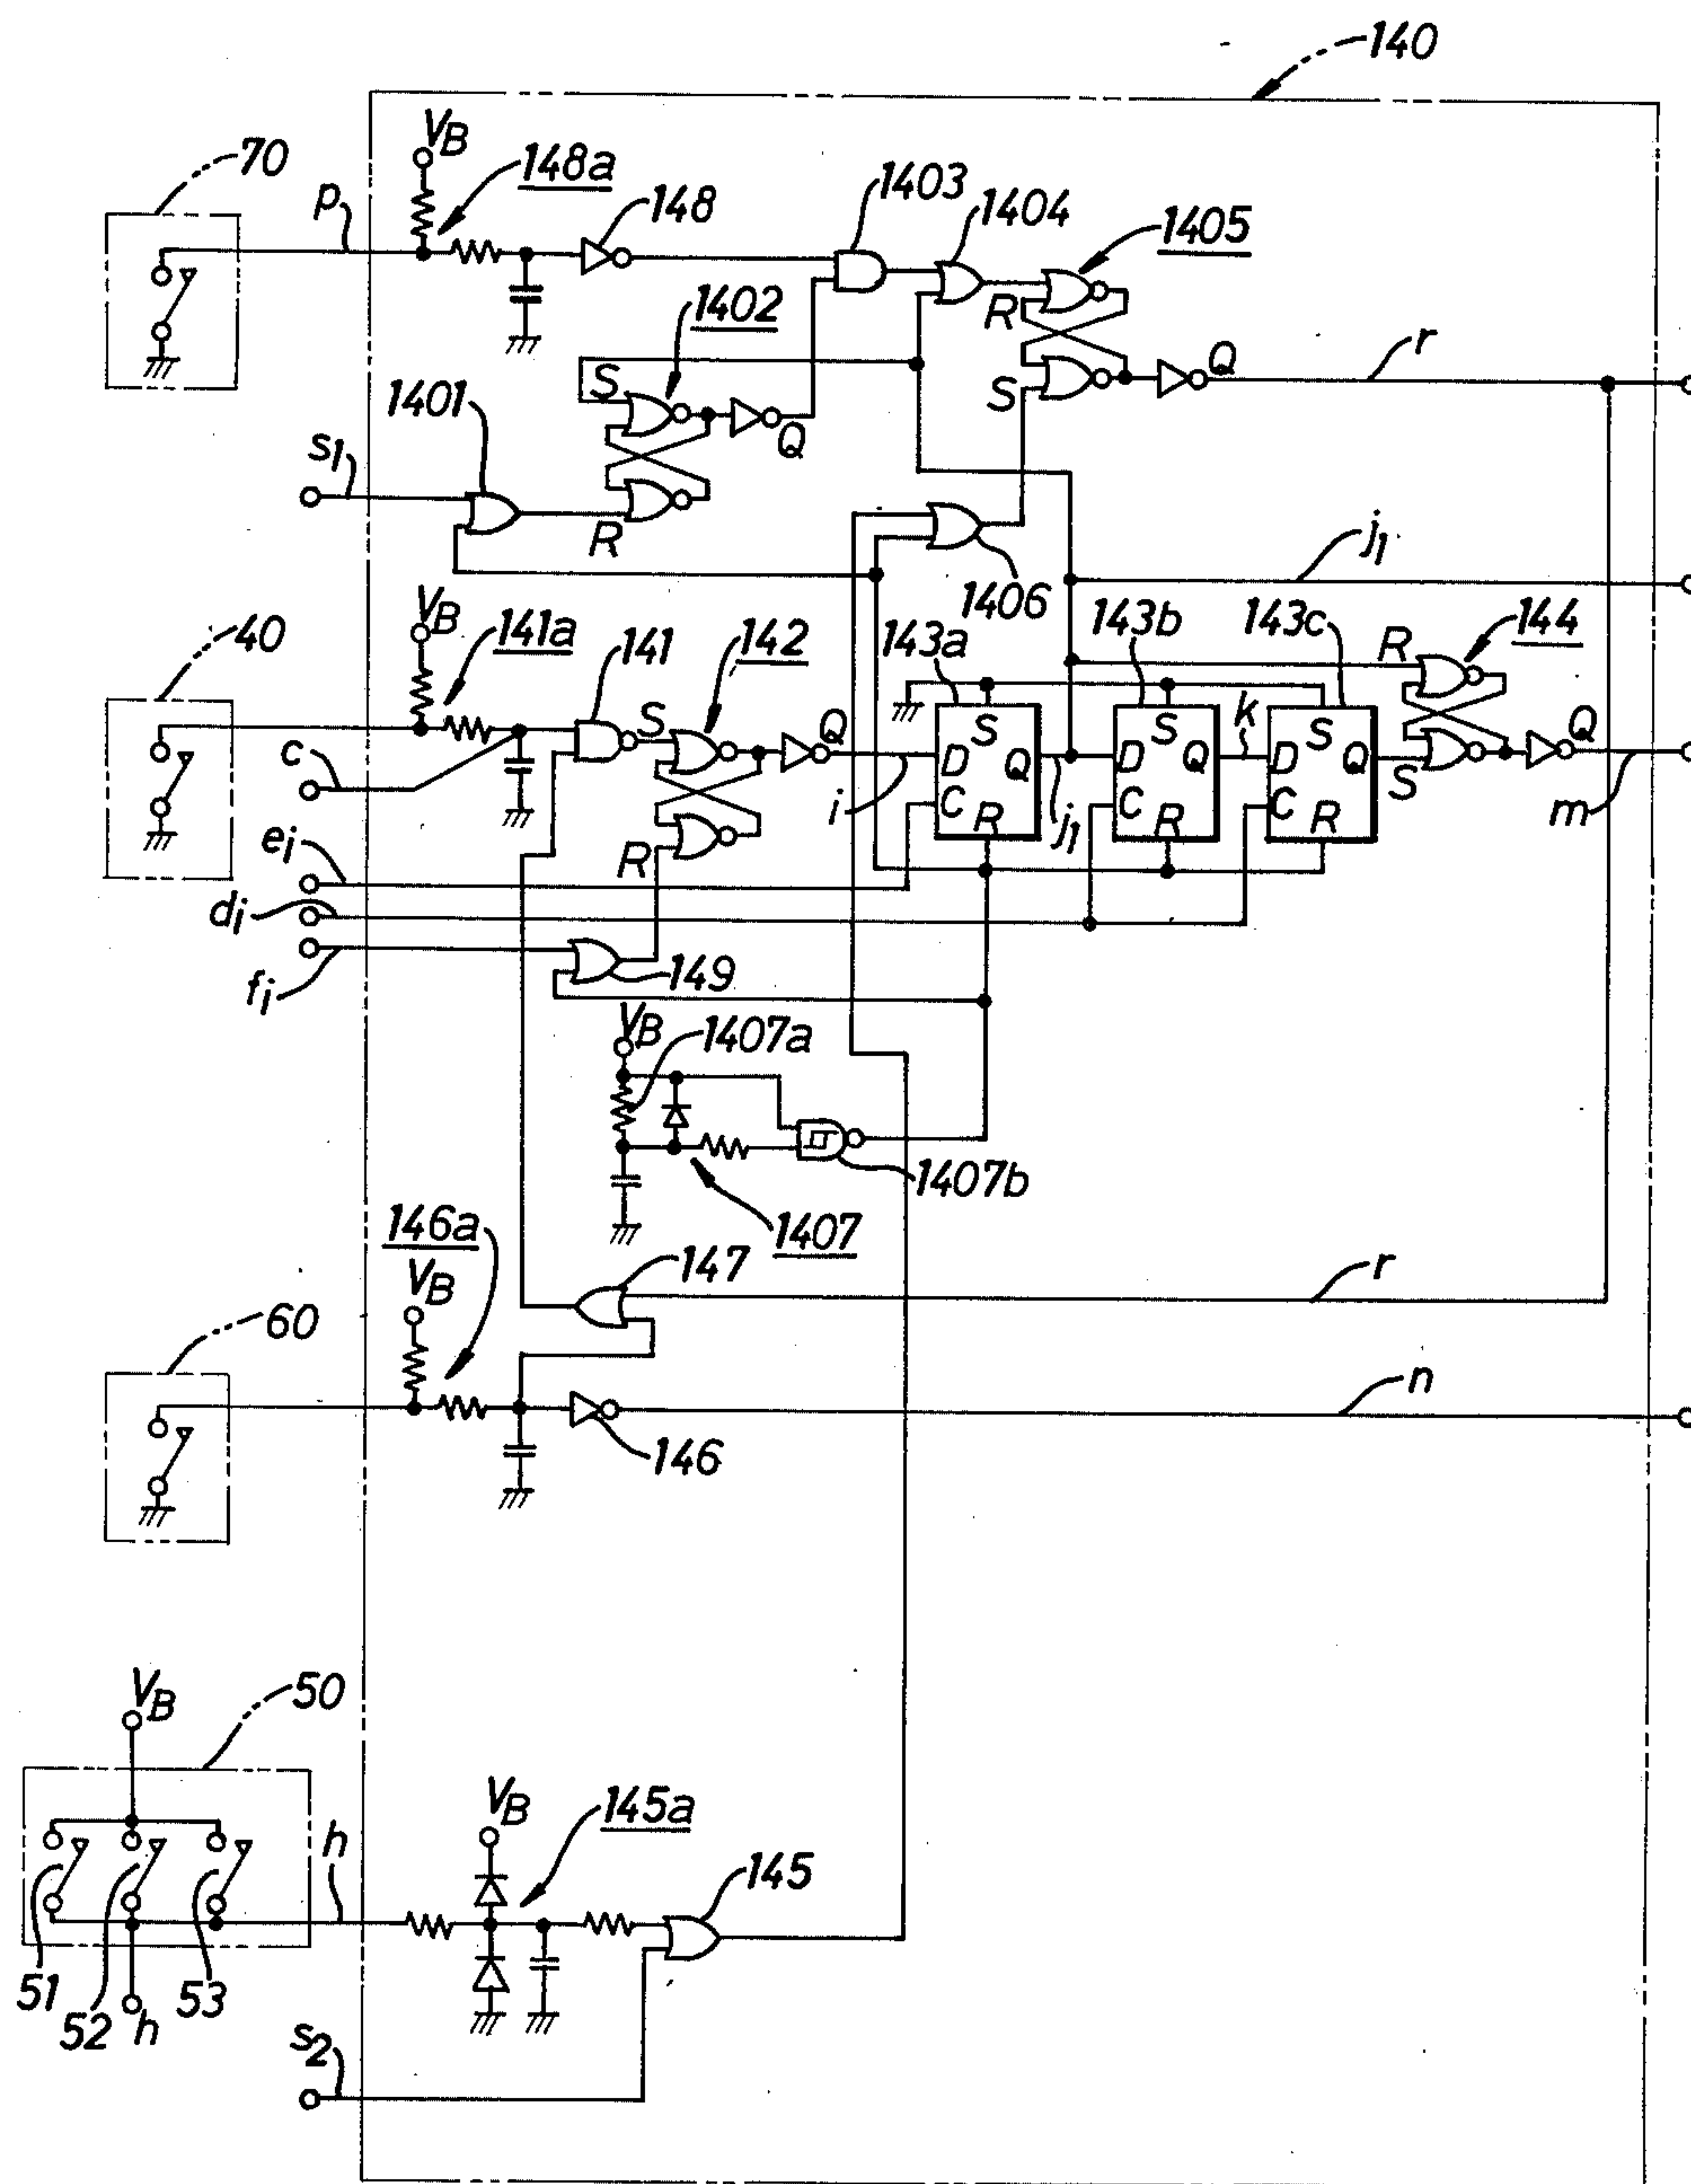 140
70
p
VB
148a
148
1403
1404
1405
1402
R
S
Q
r
1401
S
Q
s1
R
j1
1406
40
VB
141a
141
142
143a
143b
143c
R
144
S
Q
c
i
D
S
Q
C
R
j1
D
S
Q
C
R
k
D
S
Q
C
R
S
Q
m
ei
R
di
fi
149
VB
1407a
1407b
1407
146a
VB
147
r
60
n
146
VB
50
h
VB
145a
145
51
52
53
h
s2